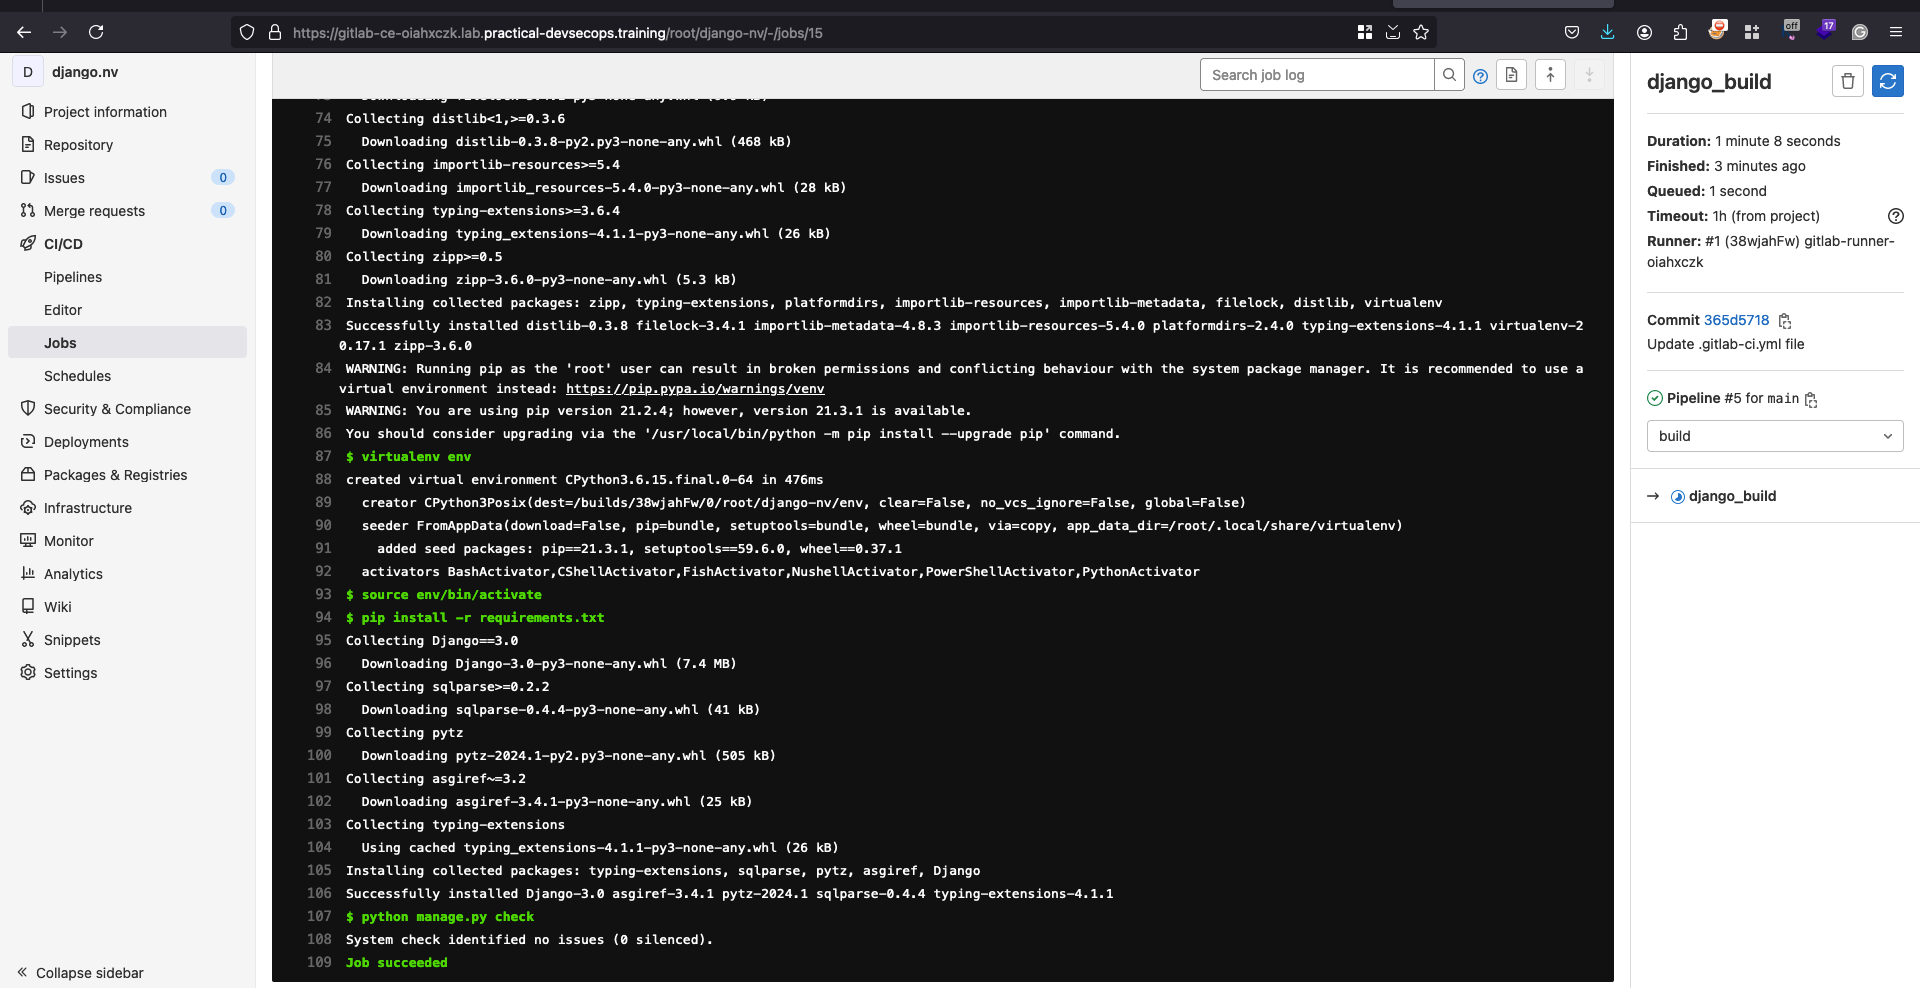 https://gitlab-ce-oiahxczk.lab.practical-devsecops.training/root/django-nv/-/jobs/15
off
17
D django.nv
Project information
Repository
Issues 0
Merge requests 0
CI/CD
Pipelines
Editor
Jobs
Schedules
Security & Compliance
Deployments
Packages & Registries
Infrastructure
Monitor
Analytics
Wiki
Snippets
Settings
Collapse sidebar
Search job log
74 Collecting distlib<1,>=0.3.6
75 Downloading distlib-0.3.8-py2.py3-none-any.whl (468 kB)
76 Collecting importlib-resources>=5.4
77 Downloading importlib_resources-5.4.0-py3-none-any.whl (28 kB)
78 Collecting typing-extensions>=3.6.4
79 Downloading typing_extensions-4.1.1-py3-none-any.whl (26 kB)
80 Collecting zipp>=0.5
81 Downloading zipp-3.6.0-py3-none-any.whl (5.3 kB)
82 Installing collected packages: zipp, typing-extensions, platformdirs, importlib-resources, importlib-metadata, filelock, distlib, virtualenv
83 Successfully installed distlib-0.3.8 filelock-3.4.1 importlib-metadata-4.8.3 importlib-resources-5.4.0 platformdirs-2.4.0 typing-extensions-4.1.1 virtualenv-2
0.17.1 zipp-3.6.0
84 WARNING: Running pip as the 'root' user can result in broken permissions and conflicting behaviour with the system package manager. It is recommended to use a
virtual environment instead: https://pip.pypa.io/warnings/venv
85 WARNING: You are using pip version 21.2.4; however, version 21.3.1 is available.
86 You should consider upgrading via the '/usr/local/bin/python -m pip install --upgrade pip' command.
87 $ virtualenv env
88 created virtual environment CPython3.6.15.final.0-64 in 476ms
89 creator CPython3Posix(dest=/builds/38wjahFw/0/root/django-nv/env, clear=False, no_vcs_ignore=False, global=False)
90 seeder FromAppData(download=False, pip=bundle, setuptools=bundle, wheel=bundle, via=copy, app_data_dir=/root/.local/share/virtualenv)
91 added seed packages: pip==21.3.1, setuptools==59.6.0, wheel==0.37.1
92 activators BashActivator,CShellActivator,FishActivator,NushellActivator,PowerShellActivator,PythonActivator
93 $ source env/bin/activate
94 $ pip install -r requirements.txt
95 Collecting Django==3.0
96 Downloading Django-3.0-py3-none-any.whl (7.4 MB)
97 Collecting sqlparse>=0.2.2
98 Downloading sqlparse-0.4.4-py3-none-any.whl (41 kB)
99 Collecting pytz
100 Downloading pytz-2024.1-py2.py3-none-any.whl (505 kB)
101 Collecting asgiref~=3.2
102 Downloading asgiref-3.4.1-py3-none-any.whl (25 kB)
103 Collecting typing-extensions
104 Using cached typing_extensions-4.1.1-py3-none-any.whl (26 kB)
105 Installing collected packages: typing-extensions, sqlparse, pytz, asgiref, Django
106 Successfully installed Django-3.0 asgiref-3.4.1 pytz-2024.1 sqlparse-0.4.4 typing-extensions-4.1.1
107 $ python manage.py check
108 System check identified no issues (0 silenced).
109 Job succeeded
django_build
Duration: 1 minute 8 seconds
Finished: 3 minutes ago
Queued: 1 second
Timeout: 1h (from project)
Runner: #1 (38wjahFw) gitlab-runner-
oiahxczk
Commit 365d5718
Update .gitlab-ci.yml file
Pipeline #5 for main
build
django_build